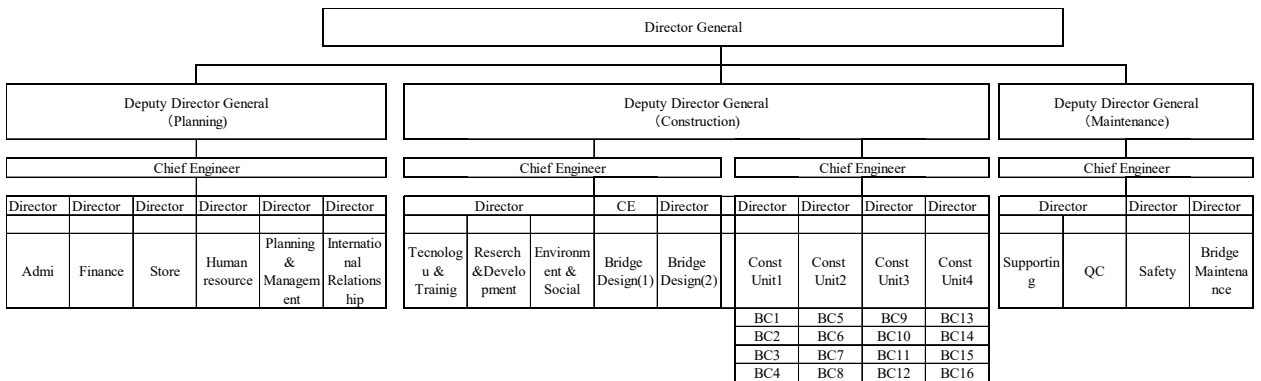 Director General
Deputy Director General
(Planning)
Deputy Director General
(Construction)
Deputy Director General
(Maintenance)
Chief Engineer
Chief Engineer
Chief Engineer
Chief Engineer
Director Director Director Director Director Director
Director CE Director
Director Director Director Director
Director Director Director
Admi
Finance
Store
Human
resource
Planning
&
Managem
ent
Internatio
nal
Relations
hip
Tecnolog
u &
Trainig
Reserch
&Develo
pment
Environm
ent &
Social
Bridge
Design(1)
Bridge
Design(2)
Const
Unit1
Const
Unit2
Const
Unit3
Const
Unit4
Supportin
g
QC
Safety
Bridge
Maintena
nce
BC1 BC5 BC9 BC13
BC2 BC6 BC10 BC14
BC3 BC7 BC11 BC15
BC4 BC8 BC12 BC16